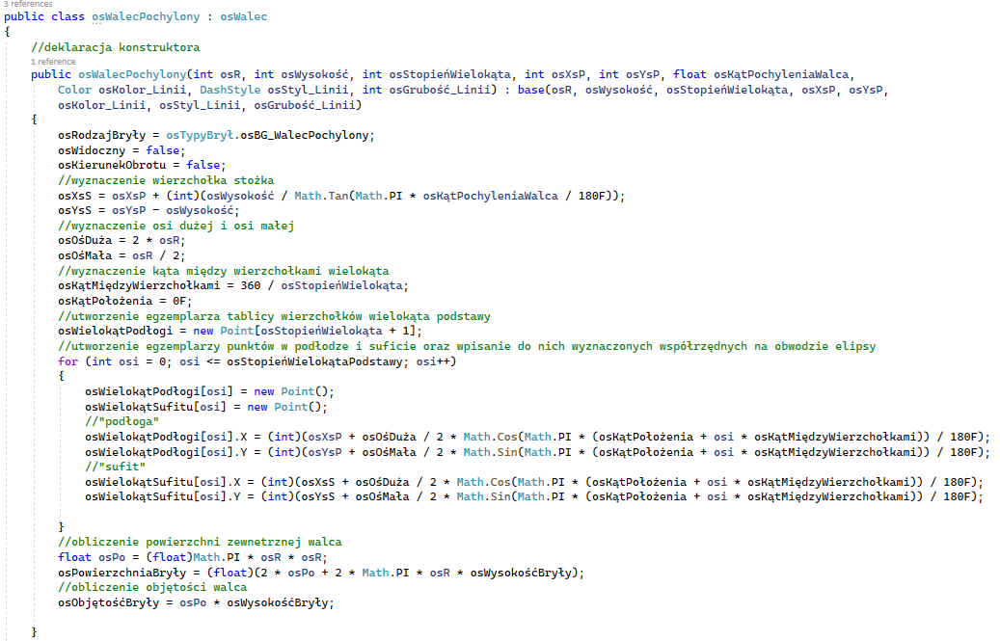 3 references
public class osWalecPochylony : osWalec
{
//deklaracja konstruktora
1 reference
public osWalecPochylony(int osR, int osWysokość, int osStopieńWielokąta, int osXsP, int osYsP, float osKątPochyleniaWalca,
Color osKolor_Linii, DashStyle osStyl_Linii, int osGrubość_Linii) : base(osR, osWysokość, osStopieńWielokąta, osXsP, osYsP,
osKolor_Linii, osStyl_Linii, osGrubość_Linii)
{
osRodzajBryły = osTypyBrył.osBG_WalecPochylony;
osWidoczny = false;
osKierunekObrotu = false;
//wyznaczenie wierzchołka stożka
osXsS = osXsP + (int)(osWysokość / Math.Tan(Math.PI * osKątPochyleniaWalca / 180F));
osYsS = osYsP - osWysokość;
//wyznaczenie osi dużej i osi małej
osOśDuża = 2 * osR;
osOśMała = osR / 2;
//wyznaczenie kąta między wierzchołkami wielokąta
osKątMiędzyWierzchołkami = 360 / osStopieńWielokąta;
osKątPołożenia = 0F;
//utworzenie egzemplarza tablicy wierzchołków wielokąta podstawy
osWielokątPodłogi = new Point[osStopieńWielokąta + 1];
//utworzenie egzemplarzy punktów w podłodze i suficie oraz wpisanie do nich wyznaczonych współrzędnych na obwodzie elipsy
for (int osi = 0; osi <= osStopieńWielokątaPodstawy; osi++)
{
osWielokątPodłogi[osi] = new Point();
osWielokątSufitu[osi] = new Point();
//"podłoga"
osWielokątPodłogi[osi].X = (int)(osXsP + osOśDuża / 2 * Math.Cos(Math.PI * (osKątPołożenia + osi * osKątMiędzyWierzchołkami)) / 180F);
osWielokątPodłogi[osi].Y = (int)(osYsP + osOśMała / 2 * Math.Sin(Math.PI * (osKątPołożenia + osi * osKątMiędzyWierzchołkami)) / 180F);
//"sufit"
osWielokątSufitu[osi].X = (int)(osXsS + osOśDuża / 2 * Math.Cos(Math.PI * (osKątPołożenia + osi * osKątMiędzyWierzchołkami)) / 180F);
osWielokątSufitu[osi].Y = (int)(osYsS + osOśMała / 2 * Math.Sin(Math.PI * (osKątPołożenia + osi * osKątMiędzyWierzchołkami)) / 180F);
}
//obliczenie powierzchni zewnetrznej walca
float osPo = (float)Math.PI * osR * osR;
osPowierzchniaBryły = (float)(2 * osPo + 2 * Math.PI * osR * osWysokośćBryły);
//obliczenie objętości walca
osObjętośćBryły = osPo * osWysokośćBryły;
}